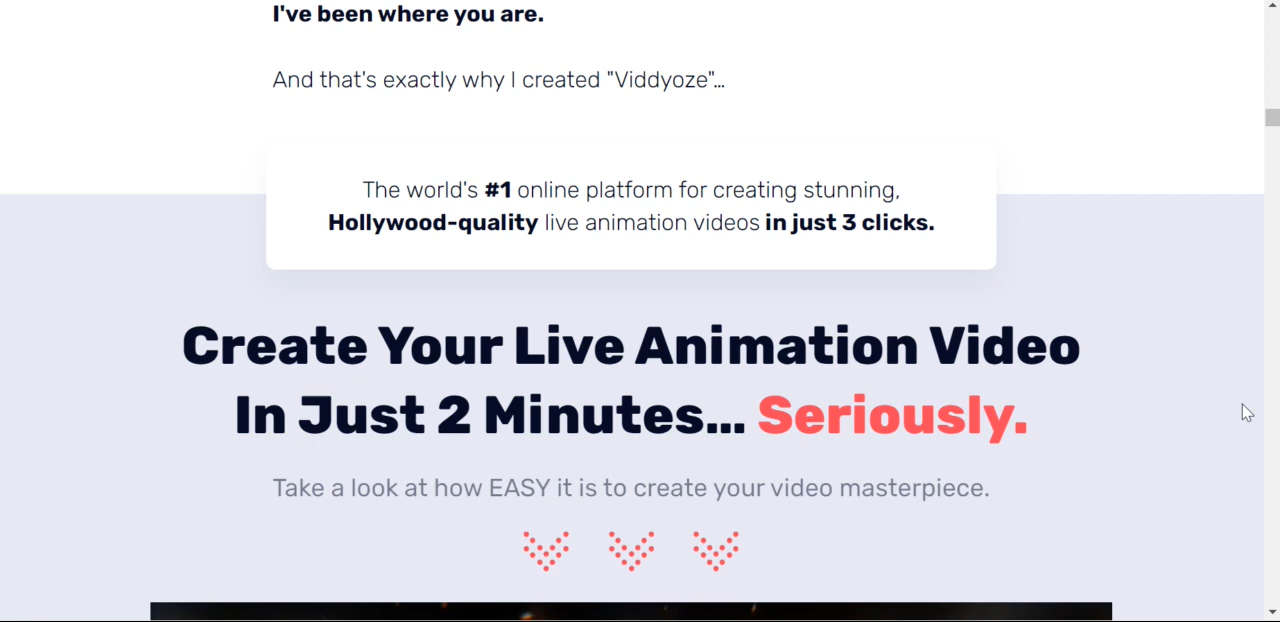 I've been where you are.
And that's exactly why I created "Viddyoze"...
The world's #1 online platform for creating stunning,
Hollywood-quality live animation videos in just 3 clicks.
Create Your Live Animation Video
In Just 2 Minutes... Seriously.
Take a look at how EASY it is to create your video masterpiece.